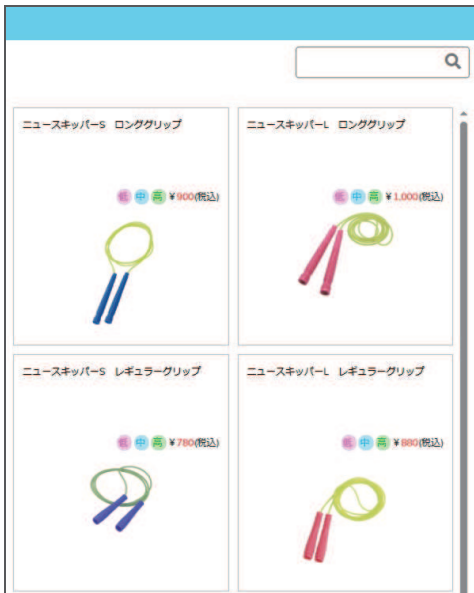 ニュースキッパーS ロンググリップ
低 中 高 ¥900(税込)
ニュースキッパーL ロンググリップ
低 中 高 ¥1,000(税込)
ニュースキッパーS レギュラーグリップ
低 中 高 ¥780(税込)
ニュースキッパーL レギュラーグリップ
低 中 高 ¥880(税込)